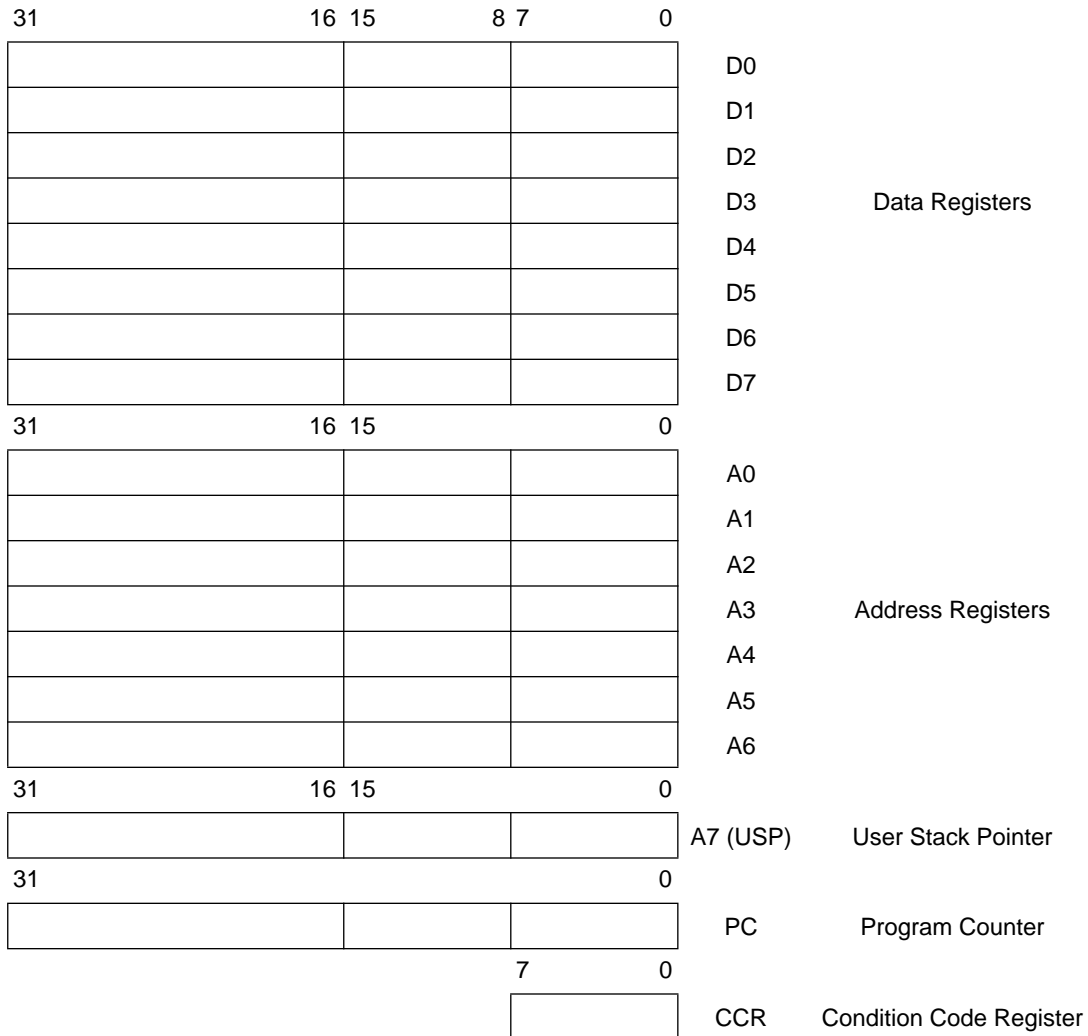 31 16 15 8 7 0
D0
D1
D2
D3 Data Registers
D4
D5
D6
D7
31 16 15 0
A0
A1
A2
A3 Address Registers
A4
A5
A6
31 16 15 0
A7 (USP) User Stack Pointer
31 0
PC Program Counter
7 0
CCR Condition Code Register